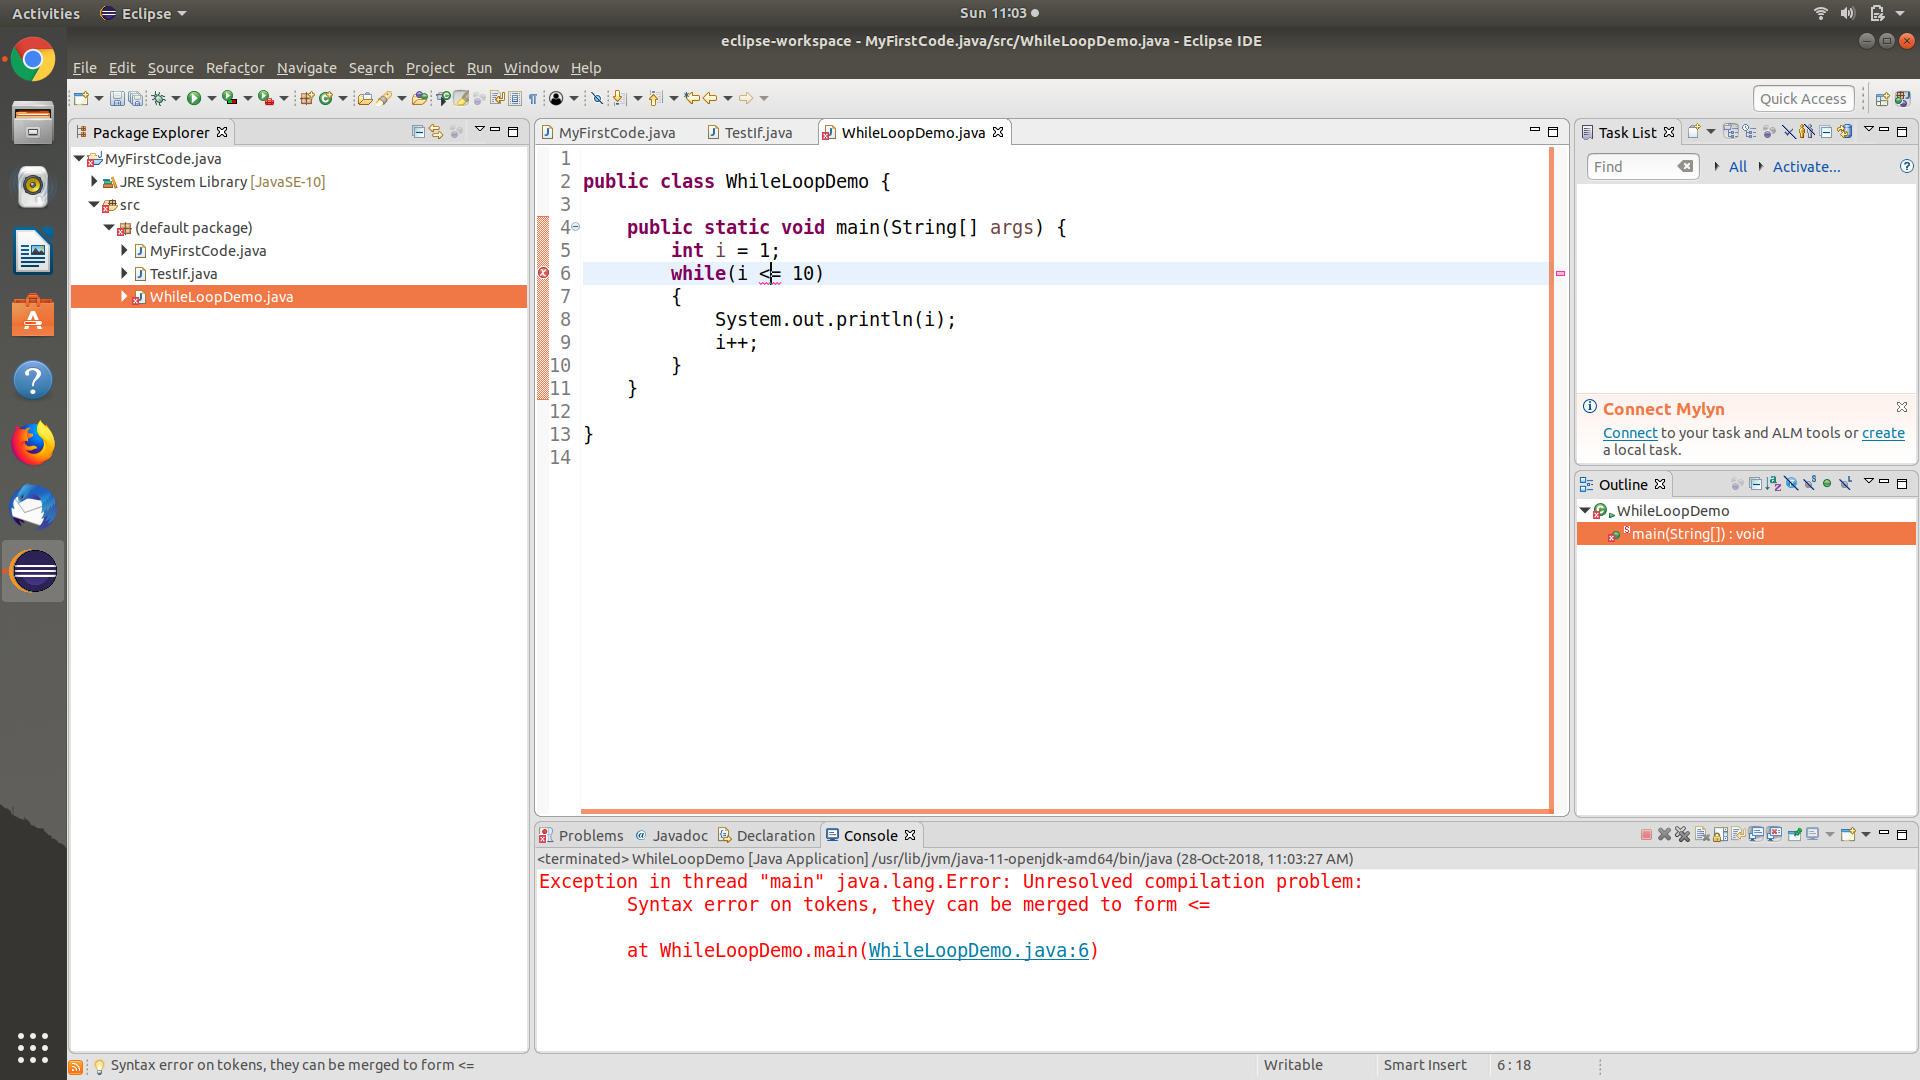 Activities Eclipse Sun 11:03
eclipse-workspace - MyFirstCode.java/src/WhileLoopDemo.java - Eclipse IDE
File Edit Source Refactor Navigate Search Project Run Window Help
Quick Access
Package Explorer
MyFirstCode.java
JRE System Library [JavaSE-10]
src
(default package)
MyFirstCode.java
TestIf.java
WhileLoopDemo.java
MyFirstCode.java TestIf.java WhileLoopDemo.java
1
2 public class WhileLoopDemo {
3
4 public static void main(String[] args) {
5 int i = 1;
6 while(i <= 10)
7 {
8 System.out.println(i);
9 i++;
10 }
11 }
12
13 }
14
Task List
Find All Activate...
Connect Mylyn
Connect to your task and ALM tools or create
a local task.
Outline
WhileLoopDemo
main(String[]) : void
Problems @ Javadoc Declaration Console
<terminated> WhileLoopDemo [Java Application] /usr/lib/jvm/java-11-openjdk-amd64/bin/java (28-Oct-2018, 11:03:27 AM)
Exception in thread "main" java.lang.Error: Unresolved compilation problem:
Syntax error on tokens, they can be merged to form <=
at WhileLoopDemo.main(WhileLoopDemo.java:6)
Syntax error on tokens, they can be merged to form <= Writable Smart Insert 6 : 18